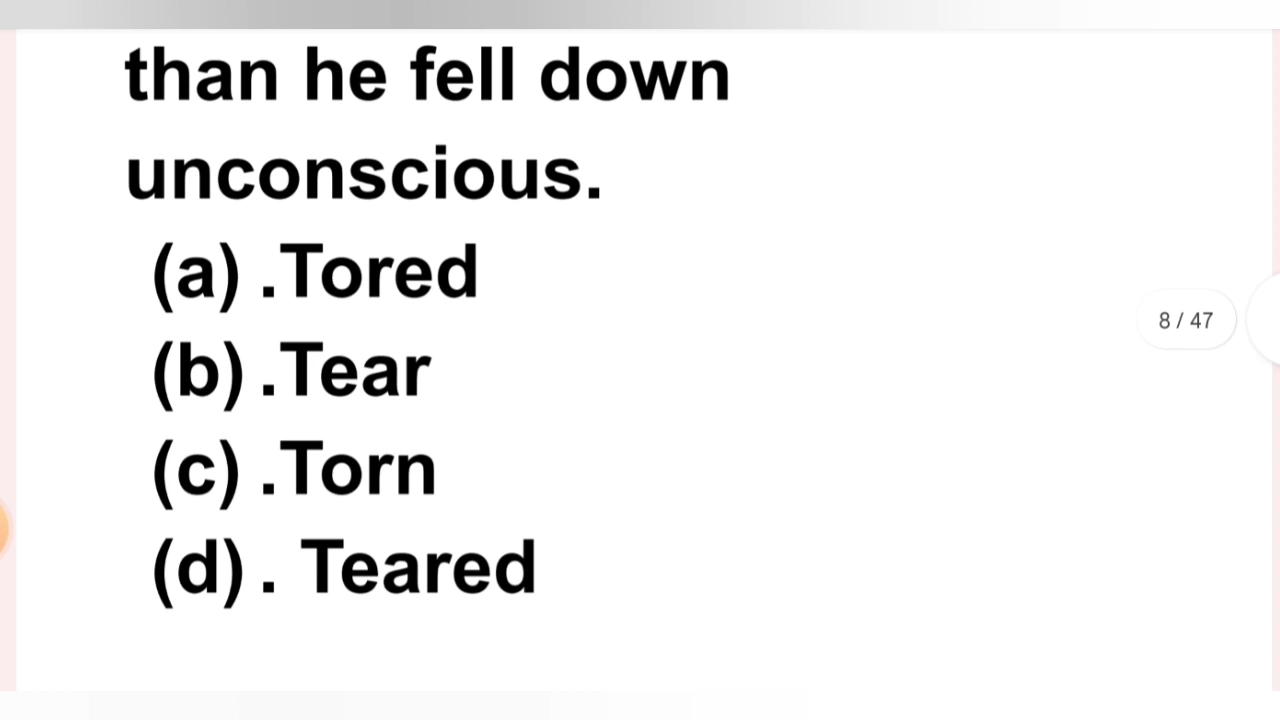 than he fell down
unconscious.
(a) .Tored
(b) .Tear
8 / 47
(c) .Torn
(d) . Teared